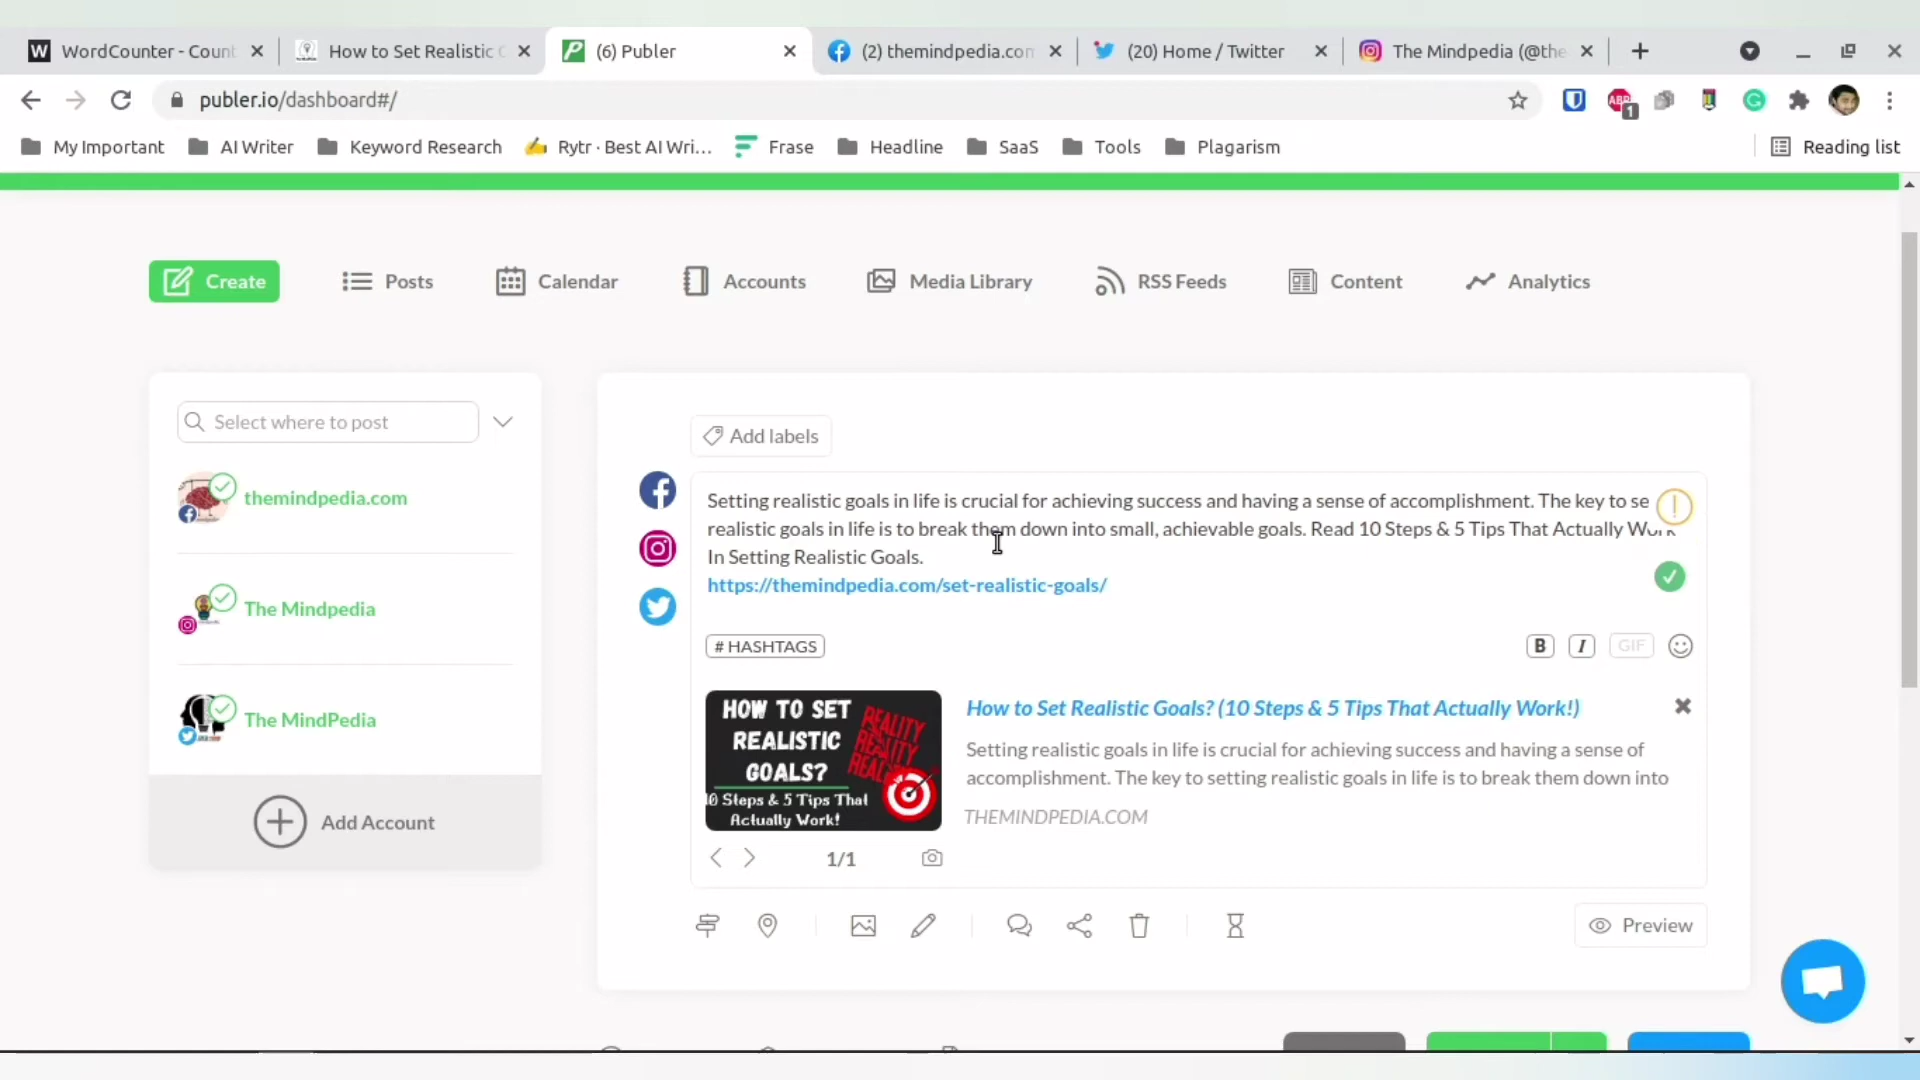 W WordCounter - Count
How to Set Realistic
(6) Publer
(2) themindpedia.com
(20) Home / Twitter
The Mindpedia (@the
publer.io/dashboard#/
ABP 1
My Important
AI Writer
Keyword Research
Rytr · Best AI Wri...
Frase
Headline
SaaS
Tools
Plagarism
Reading list
Create
Posts
Calendar
Accounts
Media Library
RSS Feeds
Content
Analytics
Select where to post
themindpedia.com
The Mindpedia
The MindPedia
Add Account
Add labels
Setting realistic goals in life is crucial for achieving success and having a sense of accomplishment. The key to se
realistic goals in life is to break them down into small, achievable goals. Read 10 Steps & 5 Tips That Actually Work
In Setting Realistic Goals.
https://themindpedia.com/set-realistic-goals/
# HASHTAGS
B
I
GIF
HOW TO SET
REALISTIC
GOALS?
REALITY
REALITY
10 Steps & 5 Tips That
Actually Work!
How to Set Realistic Goals? (10 Steps & 5 Tips That Actually Work!)
Setting realistic goals in life is crucial for achieving success and having a sense of
accomplishment. The key to setting realistic goals in life is to break them down into
THEMINDPEDIA.COM
1/1
Preview